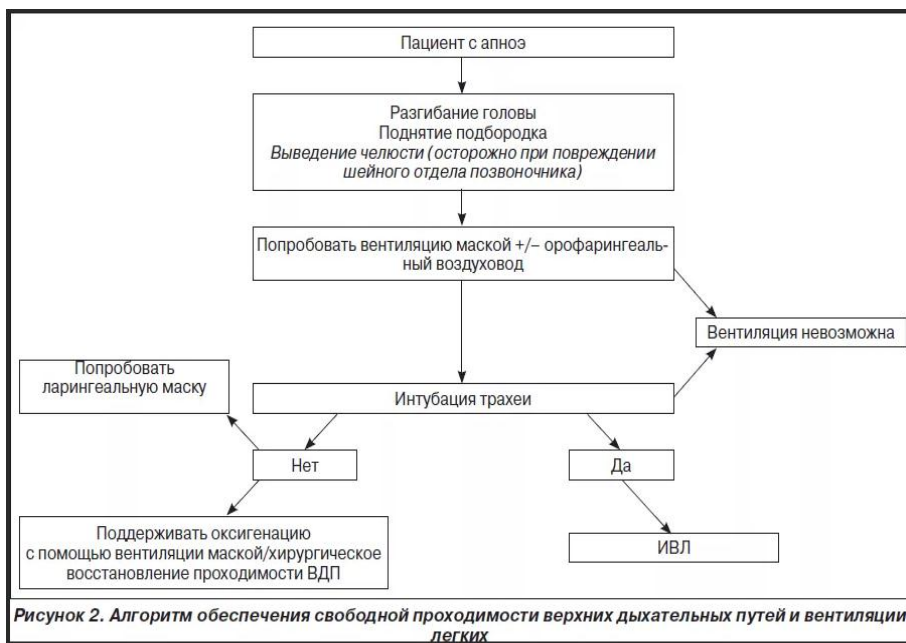 Пациент с апноэ
Разгибание головы
Поднятие подбородка
Выведение челюсти (осторожно при повреждении
шейного отдела позвоночника)
Попробовать вентиляцию маской +/– орофарингеаль-
ный воздуховод
Вентиляция невозможна
Попробовать
ларингеальную маску
Интубация трахеи
Нет
Да
Поддерживать оксигенацию
с помощью вентиляции маской/хирургическое
восстановление проходимости ВДП
ИВЛ
Рисунок 2. Алгоритм обеспечения свободной проходимости верхних дыхательных путей и вентиляции
легких